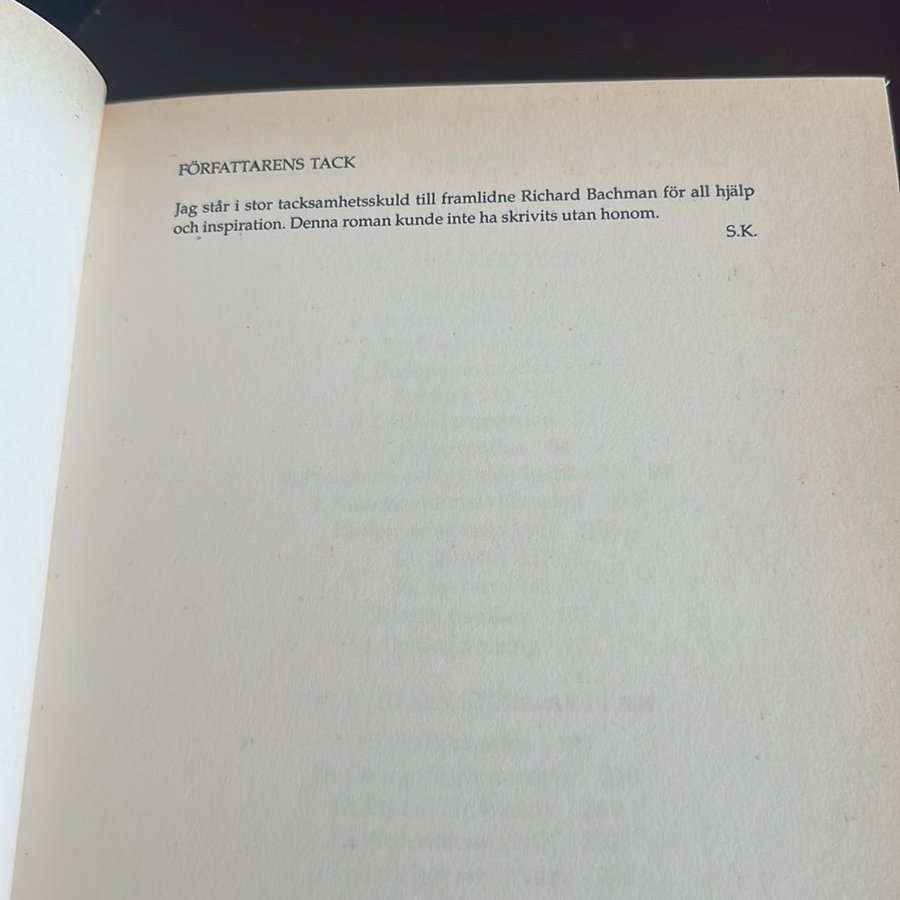 FÖRFATTARENS TACK
Jag står i stor tacksamhetsskuld till framlidne Richard Bachman för all hjälp
och inspiration. Denna roman kunde inte ha skrivits utan honom.
S.K.